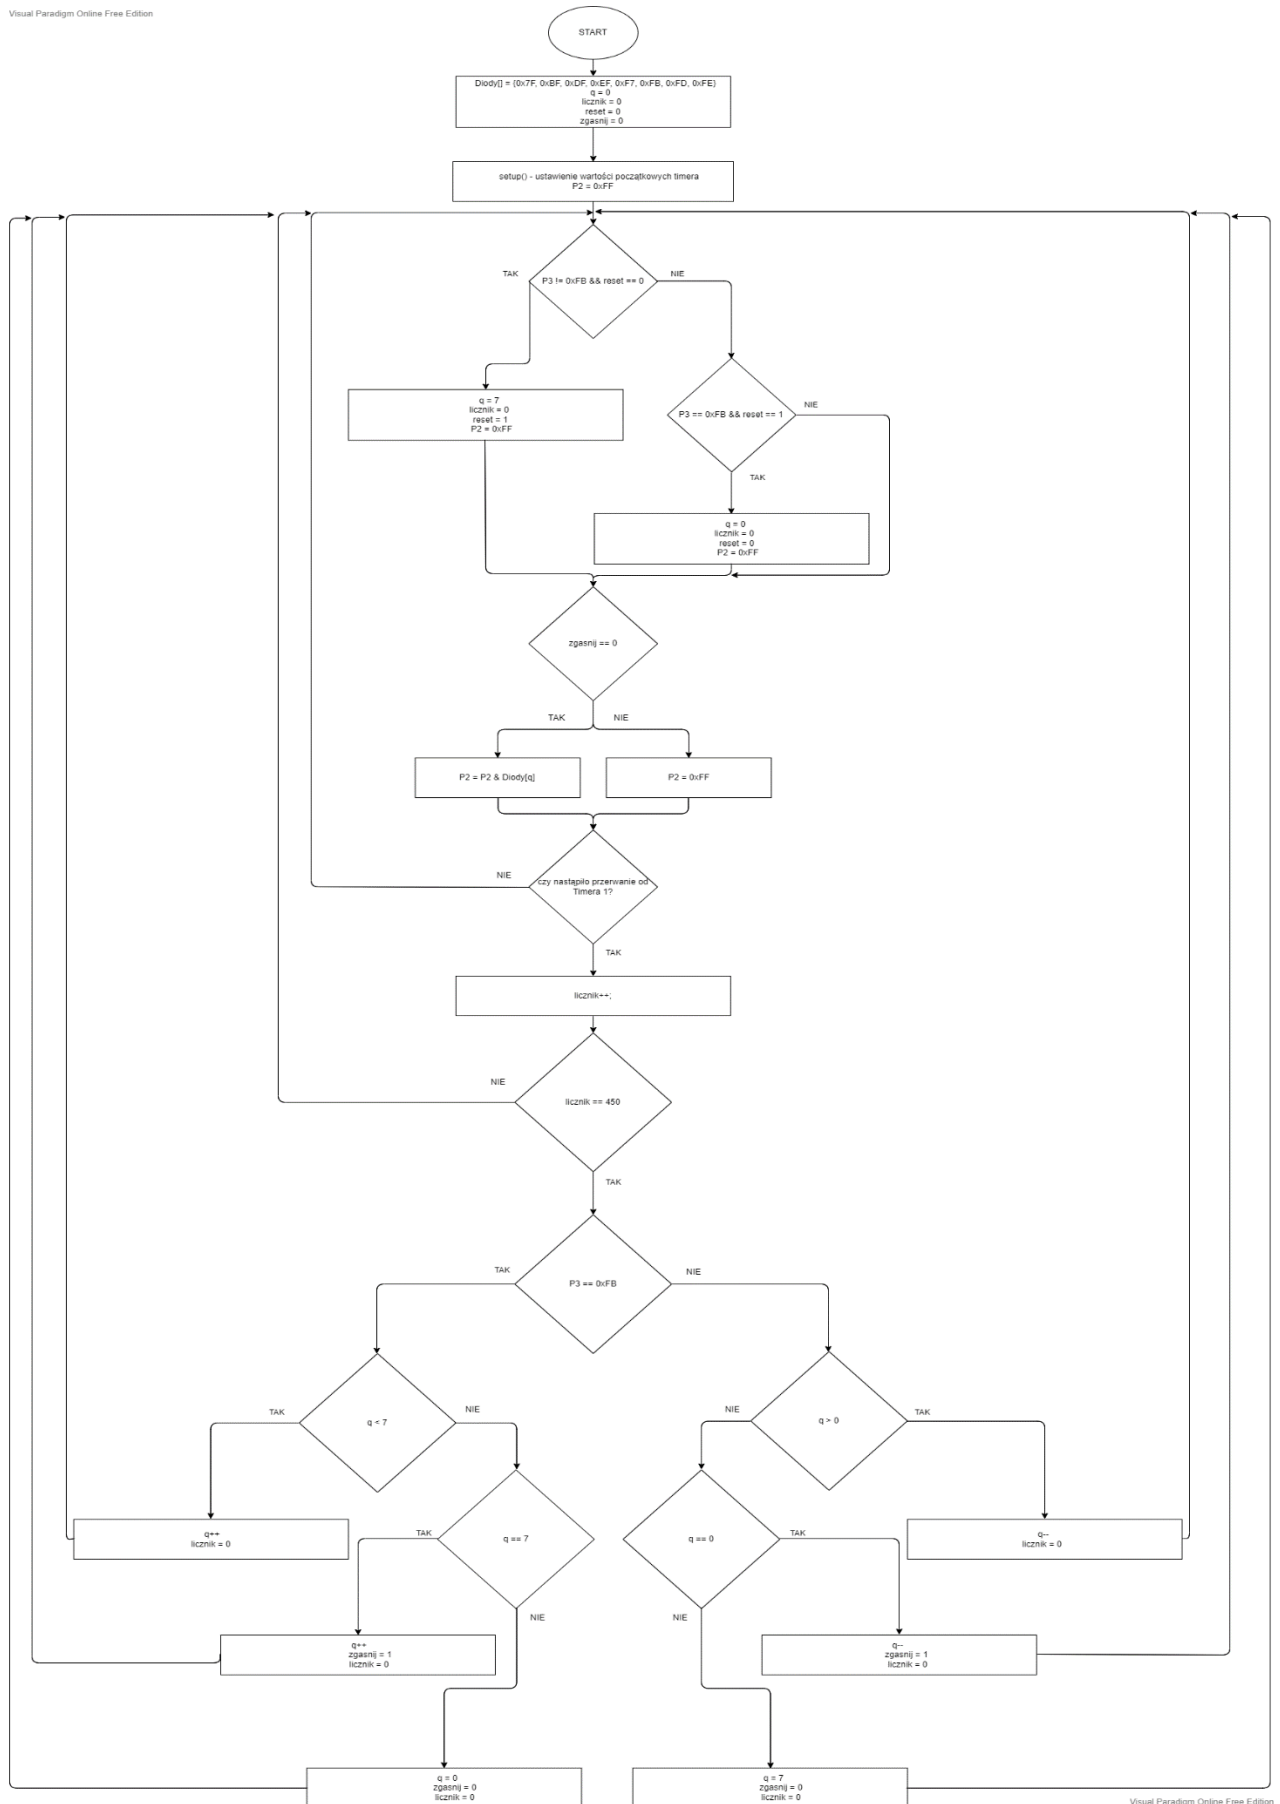 Visual Paradigm Online Free Edition
START
Diody[] = {0x7F, 0xBF, 0xDF, 0xEF, 0xF7, 0xFB, 0xFD, 0xFE}
q = 0
licznik = 0
reset = 0
zgasnij = 0
setup() - ustawienie wartości początkowych timera
P2 = 0xFF
TAK
P3 != 0xFB && reset == 0
NIE
q = 7
licznik = 0
reset = 1
P2 = 0xFF
P3 == 0xFB && reset == 1
NIE
TAK
q = 0
licznik = 0
reset = 0
P2 = 0xFF
zgasnij == 0
TAK
NIE
P2 = P2 & Diody[q]
P2 = 0xFF
NIE
czy nastąpiło przerwanie od
Timera 1?
TAK
licznik++;
NIE
licznik == 450
TAK
TAK
P3 == 0xFB
NIE
TAK
q < 7
NIE
NIE
q > 0
TAK
q++
licznik = 0
TAK
q == 7
NIE
q == 0
TAK
NIE
q--
licznik = 0
q++
zgasnij = 1
licznik = 0
q--
zgasnij = 1
licznik = 0
q = 0
zgasnij = 0
licznik = 0
q = 7
zgasnij = 0
licznik = 0
Visual Paradigm Online Free Edition